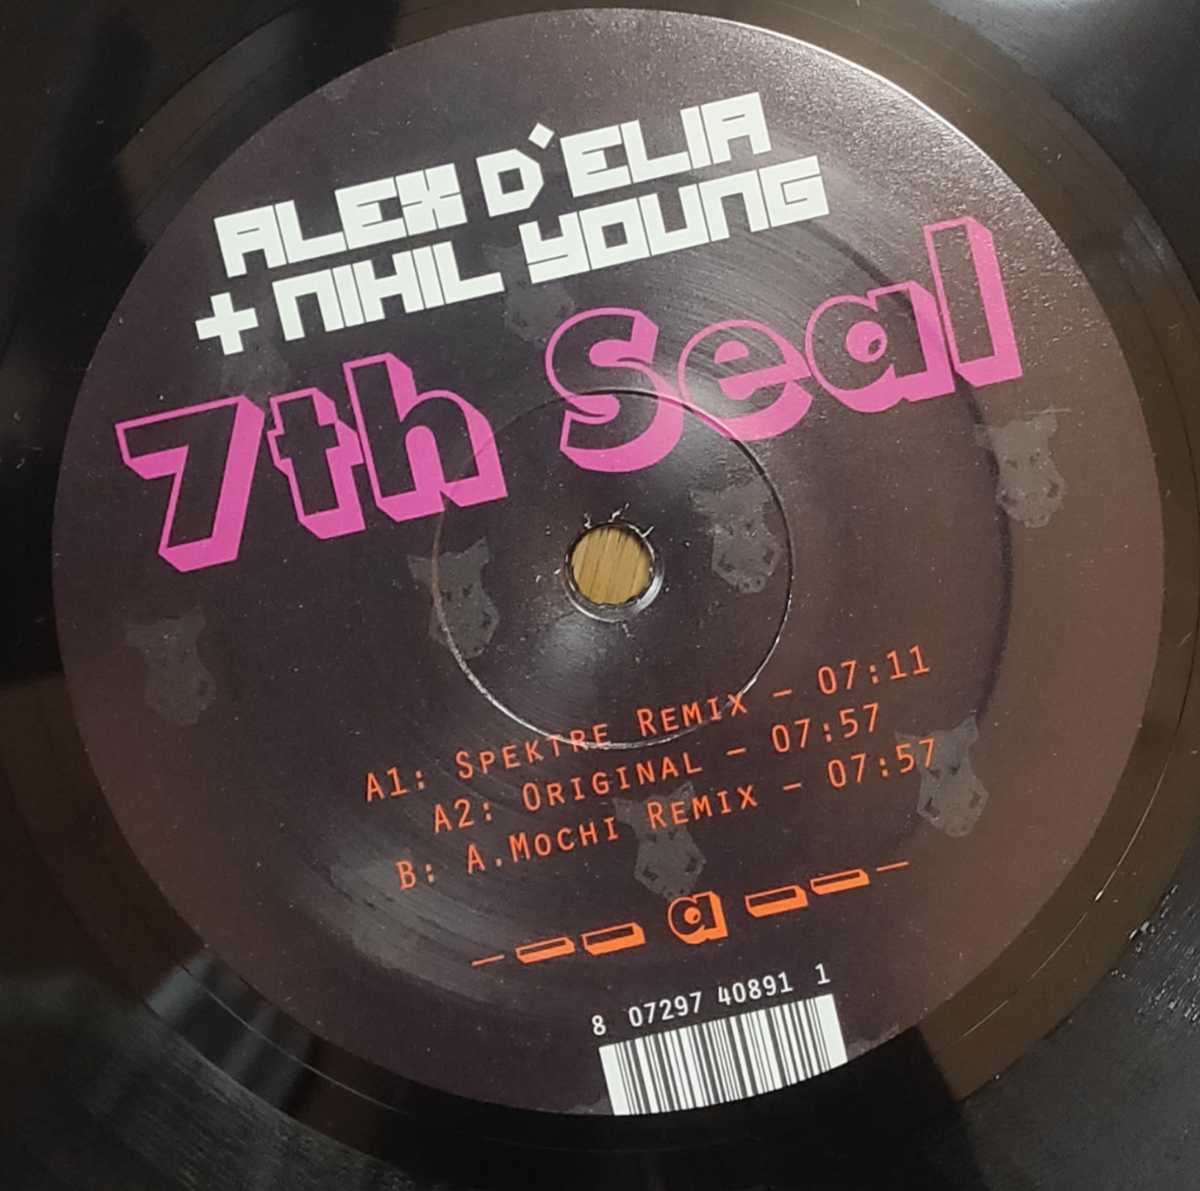 ALEX D'ELIA
+ NIHIL YOUNG
7th Seal
A1: SPEKTRE REMIX – 07:11
A2: ORIGINAL – 07:57
B: A.MOCHI REMIX – 07:57
a
8 07297 40891 1